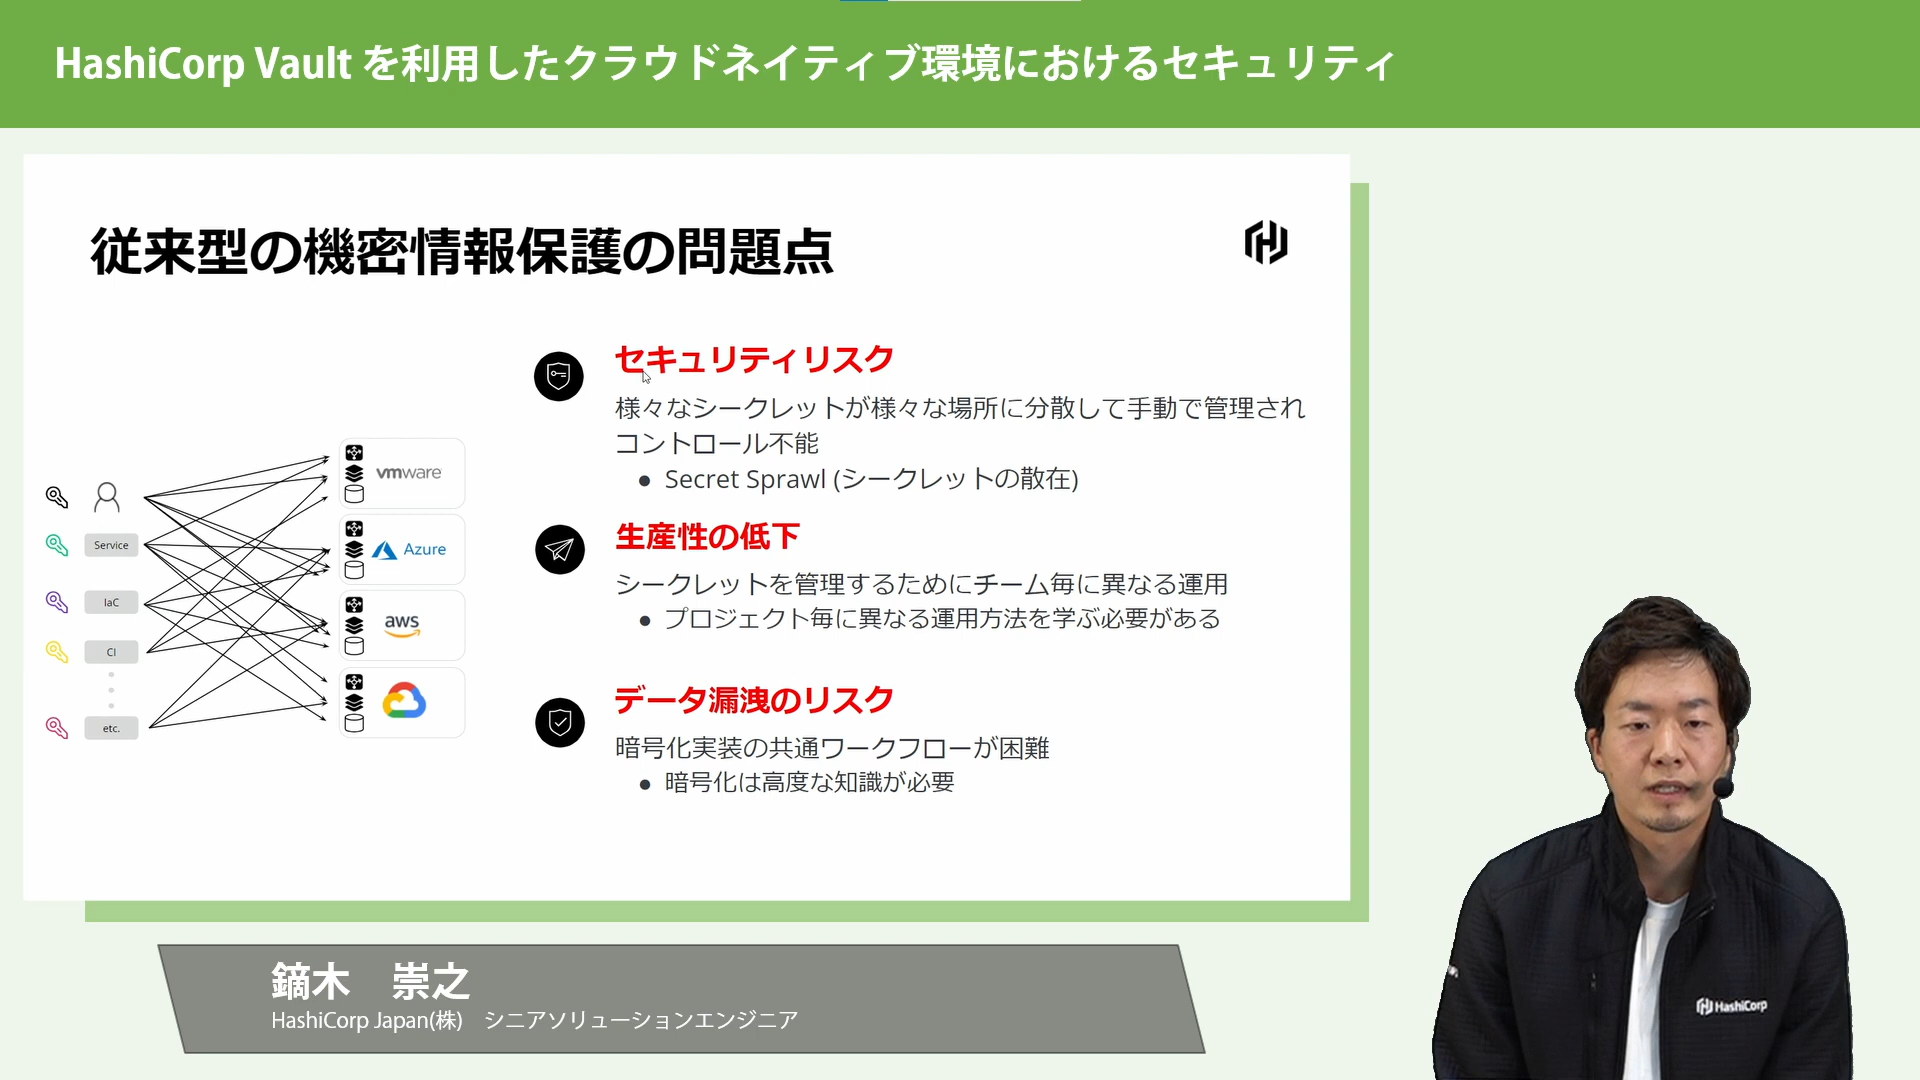 HashiCorp Vault を利用したクラウドネイティブ環境におけるセキュリティ
従来型の機密情報保護の問題点
セキュリティリスク
様々なシークレットが様々な場所に分散して手動で管理され
コントロール不能
● Secret Sprawl (シークレットの散在)
生産性の低下
シークレットを管理するためにチーム毎に異なる運用
● プロジェクト毎に異なる運用方法を学ぶ必要がある
データ漏洩のリスク
暗号化実装の共通ワークフローが困難
● 暗号化は高度な知識が必要
Service
IaC
CI
etc.
vmware
Azure
aws
鏑木 崇之
HashiCorp Japan(株) シニアソリューションエンジニア
HashiCorp